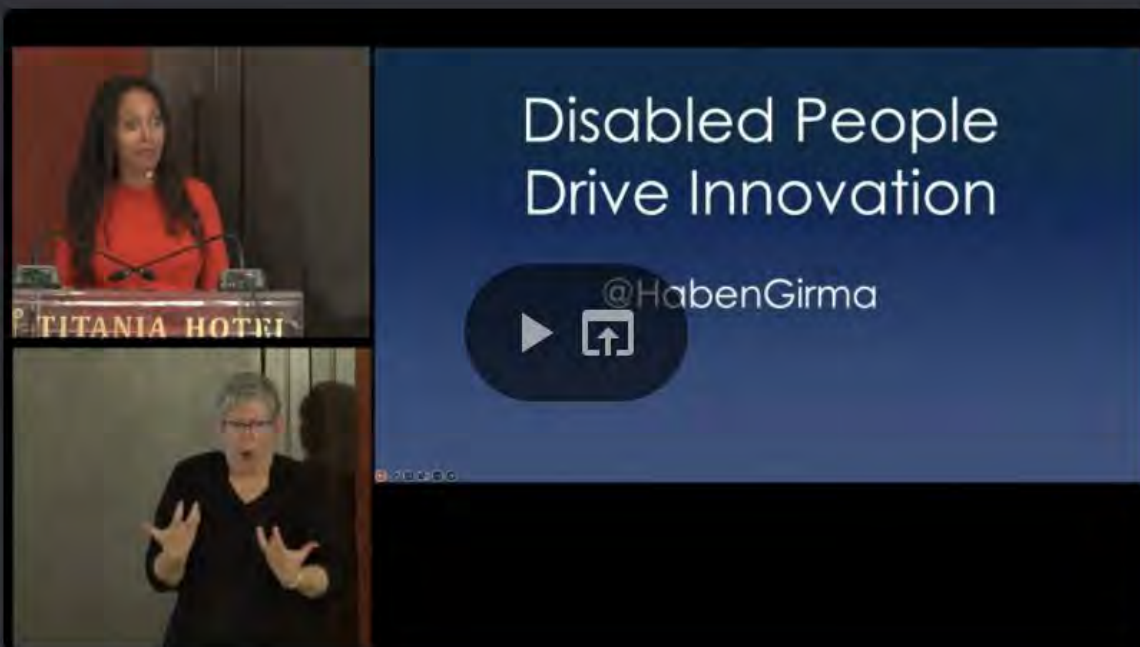 Disabled People
Drive Innovation
@HabenGirma
TITANIA HOTEL